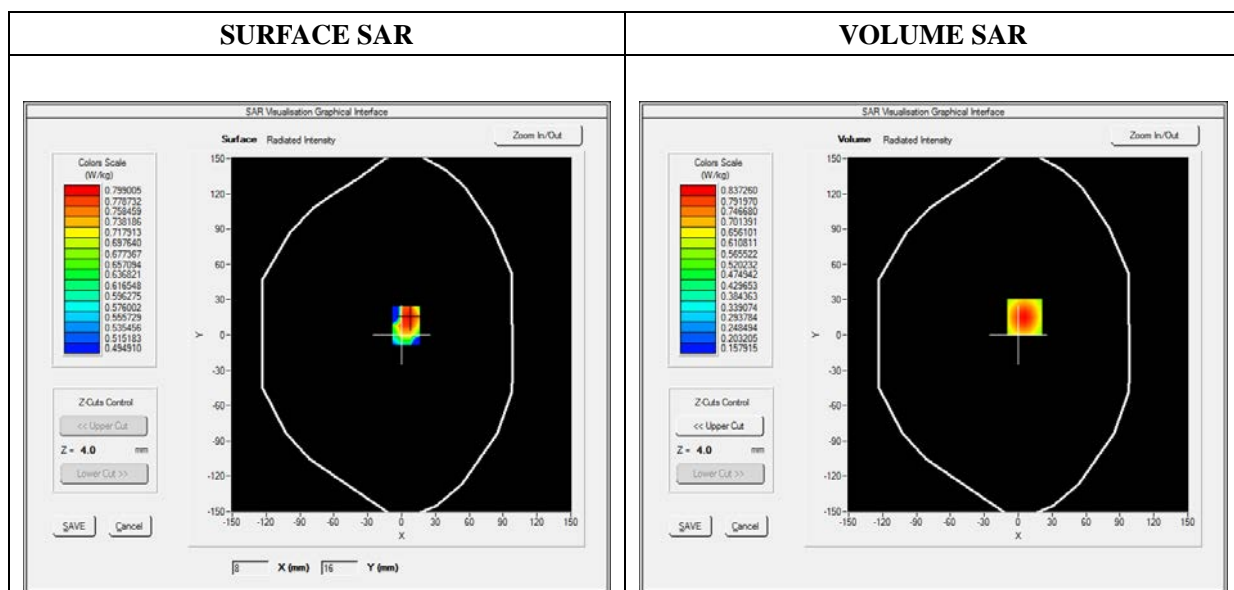 SURFACE SAR
VOLUME SAR
SAR Visualisation Graphical Interface
Surface Radiated Intensity
Zoom In/Out
Colors Scale
(W/kg)
0.799005
0.778732
0.758459
0.738186
0.717913
0.697640
0.677367
0.657094
0.636821
0.616548
0.596275
0.576002
0.555729
0.535456
0.515183
0.494910
Z-Cuts Control
<< Upper Cut
Z = 4.0 mm
Lower Cut >>
SAVE Cancel
150
120
90
60
30
0
-30
-60
-90
-120
-150
Y
-150 -120 -90 -60 -30 0 30 60 90 120 150
X
8 X (mm) 16 Y (mm)
SAR Visualisation Graphical Interface
Volume Radiated Intensity
Zoom In/Out
Colors Scale
(W/kg)
0.837260
0.791970
0.746680
0.701391
0.656101
0.610811
0.565522
0.520232
0.474942
0.429653
0.384363
0.339074
0.293784
0.248494
0.203205
0.157915
Z-Cuts Control
<< Upper Cut
Z = 4.0 mm
Lower Cut >>
SAVE Cancel
150
120
90
60
30
0
-30
-60
-90
-120
-150
Y
-150 -120 -90 -60 -30 0 30 60 90 120 150
X